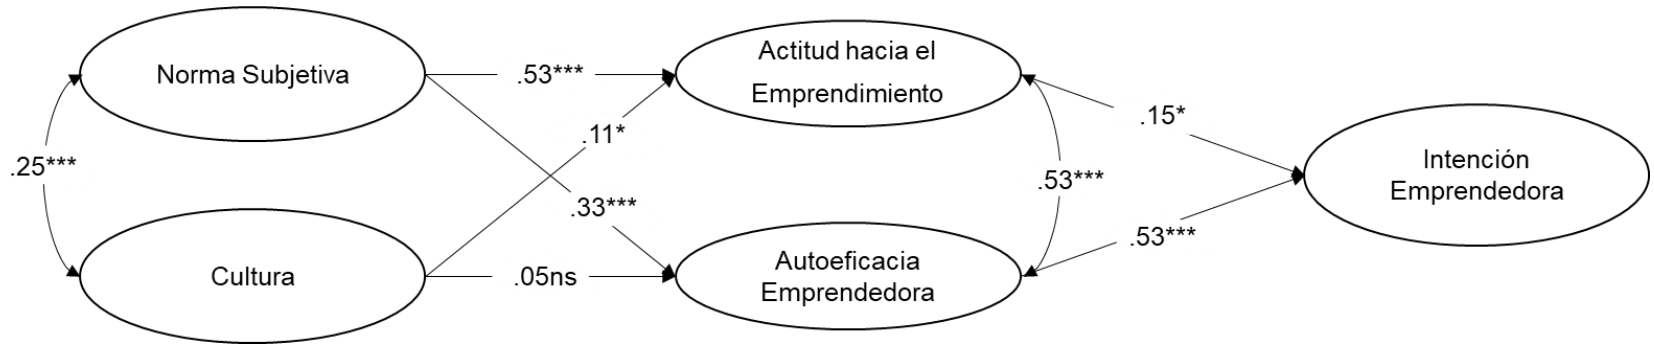 Norma Subjetiva
.53***
Actitud hacia el
Emprendimiento
.15*
.11*
.25***
Intención
Emprendedora
.53***
.33***
.53***
Cultura
.05ns
Autoeficacia
Emprendedora